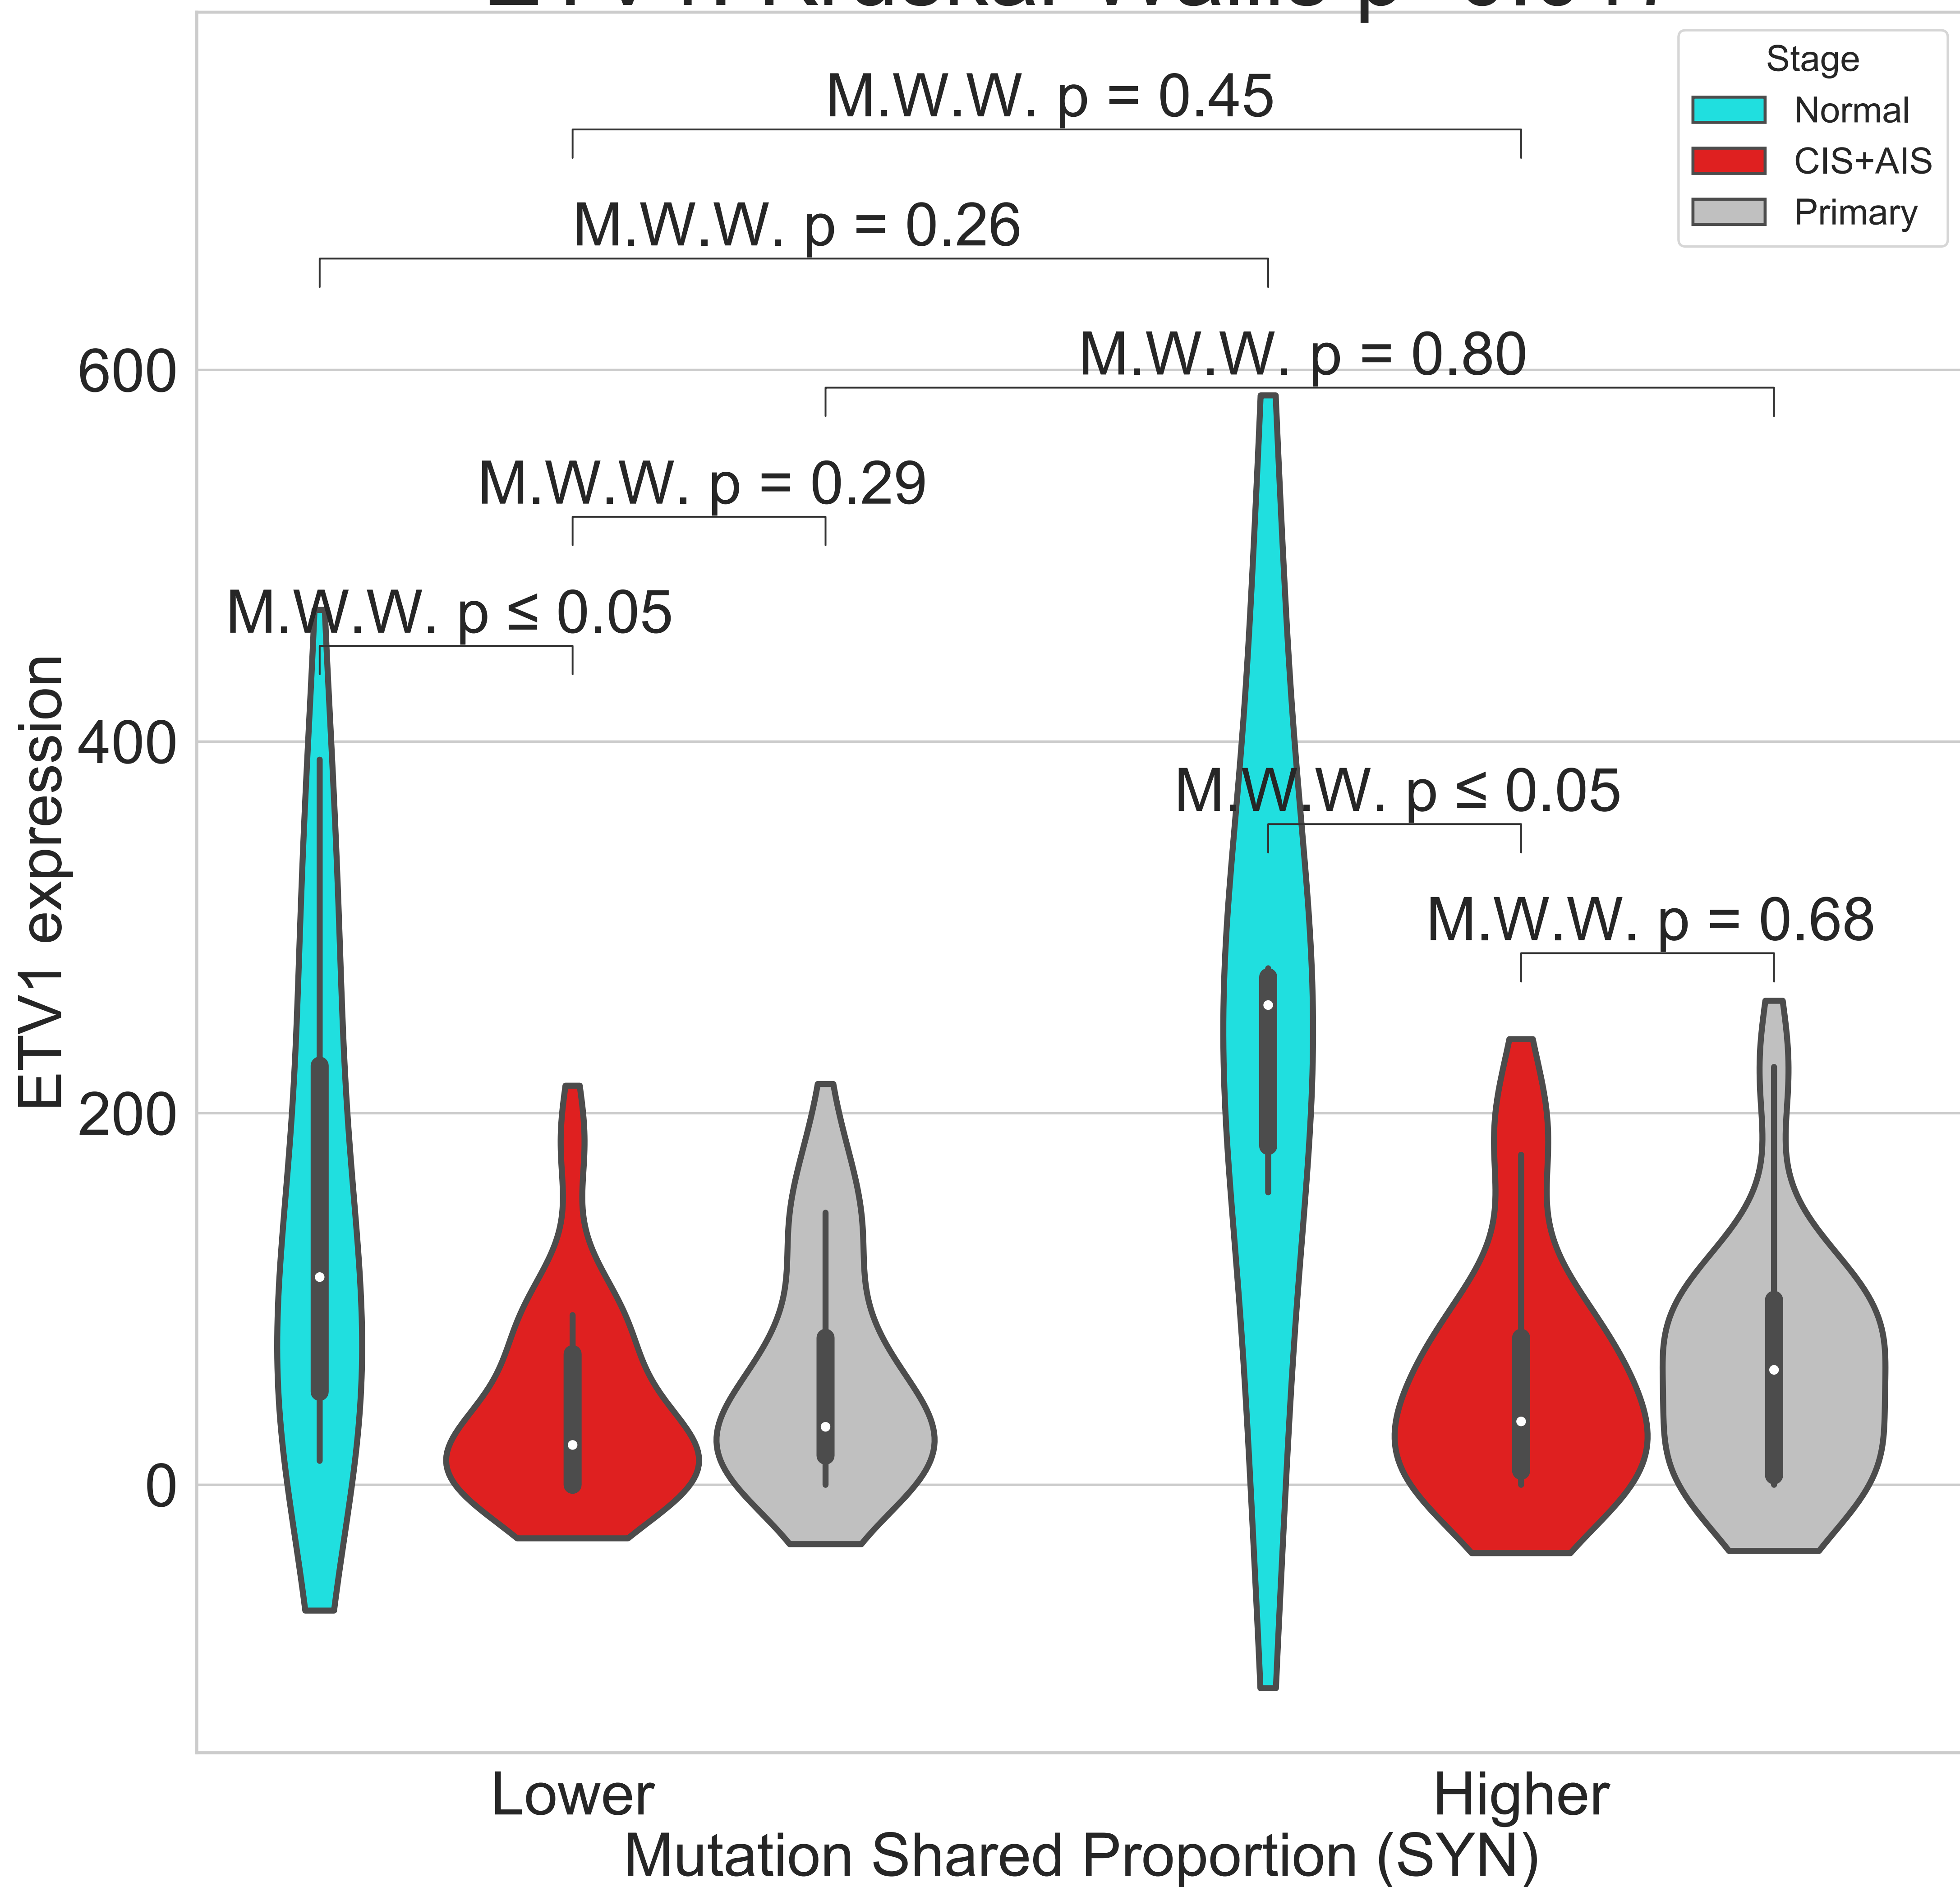 Stage
Normal
CIS+AIS
Primary
M.W.W. p = 0.45
M.W.W. p = 0.26
M.W.W. p = 0.80
M.W.W. p = 0.29
M.W.W. p ≤ 0.05
M.W.W. p ≤ 0.05
M.W.W. p = 0.68
600
400
200
0
ETV1 expression
Lower
Higher
Mutation Shared Proportion (SYN)